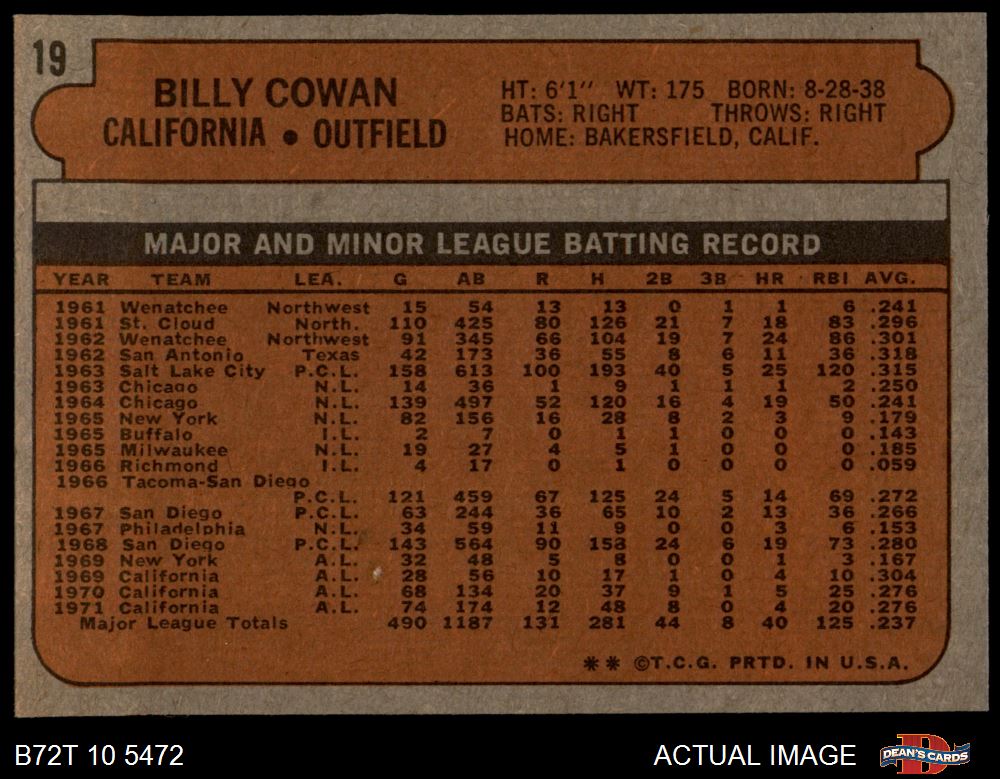 19
BILLY COWAN
CALIFORNIA • OUTFIELD
HT: 6'1" WT: 175 BORN: 8-28-38
BATS: RIGHT THROWS: RIGHT
HOME: BAKERSFIELD, CALIF.
MAJOR AND MINOR LEAGUE BATTING RECORD
YEAR TEAM LEA. G AB R H 2B 3B HR RBI AVG.
1961 Wenatchee Northwest 15 54 13 13 0 1 1 6 .241
1961 St. Cloud North. 110 425 80 126 21 7 18 83 .296
1962 Wenatchee Northwest 91 345 66 104 19 7 24 86 .301
1962 San Antonio Texas 42 173 36 55 8 6 11 36 .318
1963 Salt Lake City P.C.L. 158 613 100 193 40 5 25 120 .315
1963 Chicago N.L. 14 36 1 9 1 1 1 2 .250
1964 Chicago N.L. 139 497 52 120 16 4 19 50 .241
1965 New York N.L. 82 156 16 28 8 2 3 9 .179
1965 Buffalo I.L. 2 7 0 1 1 0 0 0 .143
1965 Milwaukee N.L. 19 27 4 5 1 0 0 0 .185
1966 Richmond I.L. 4 17 0 1 0 0 0 0 .059
1966 Tacoma-San Diego
P.C.L. 121 459 67 125 24 5 14 69 .272
1967 San Diego P.C.L. 63 244 36 65 10 2 13 36 .266
1967 Philadelphia N.L. 34 59 11 9 0 0 3 6 .153
1968 San Diego P.C.L. 143 564 90 158 24 6 19 73 .280
1969 New York A.L. 32 48 5 8 0 0 1 3 .167
1969 California A.L. 28 56 10 17 1 0 4 10 .304
1970 California A.L. 68 134 20 37 9 1 5 25 .276
1971 California A.L. 74 174 12 48 8 0 4 20 .276
Major League Totals 490 1187 131 281 44 8 40 125 .237
** ©T.C.G. PRTD. IN U.S.A.
B72T 10 5472
ACTUAL IMAGE
DEAN'S CARDS